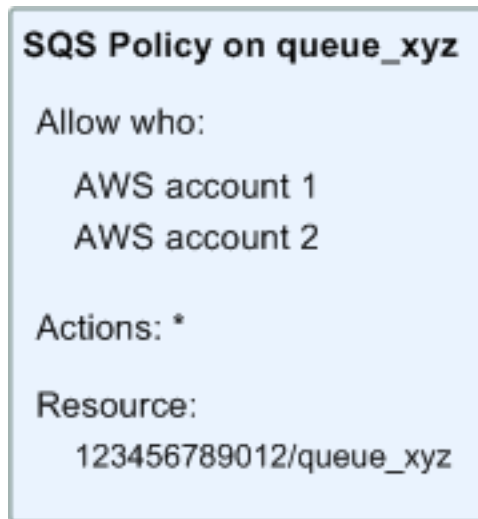 SQS Policy on queue_xyz
Allow who:
AWS account 1
AWS account 2
Actions: *
Resource:
123456789012/queue_xyz